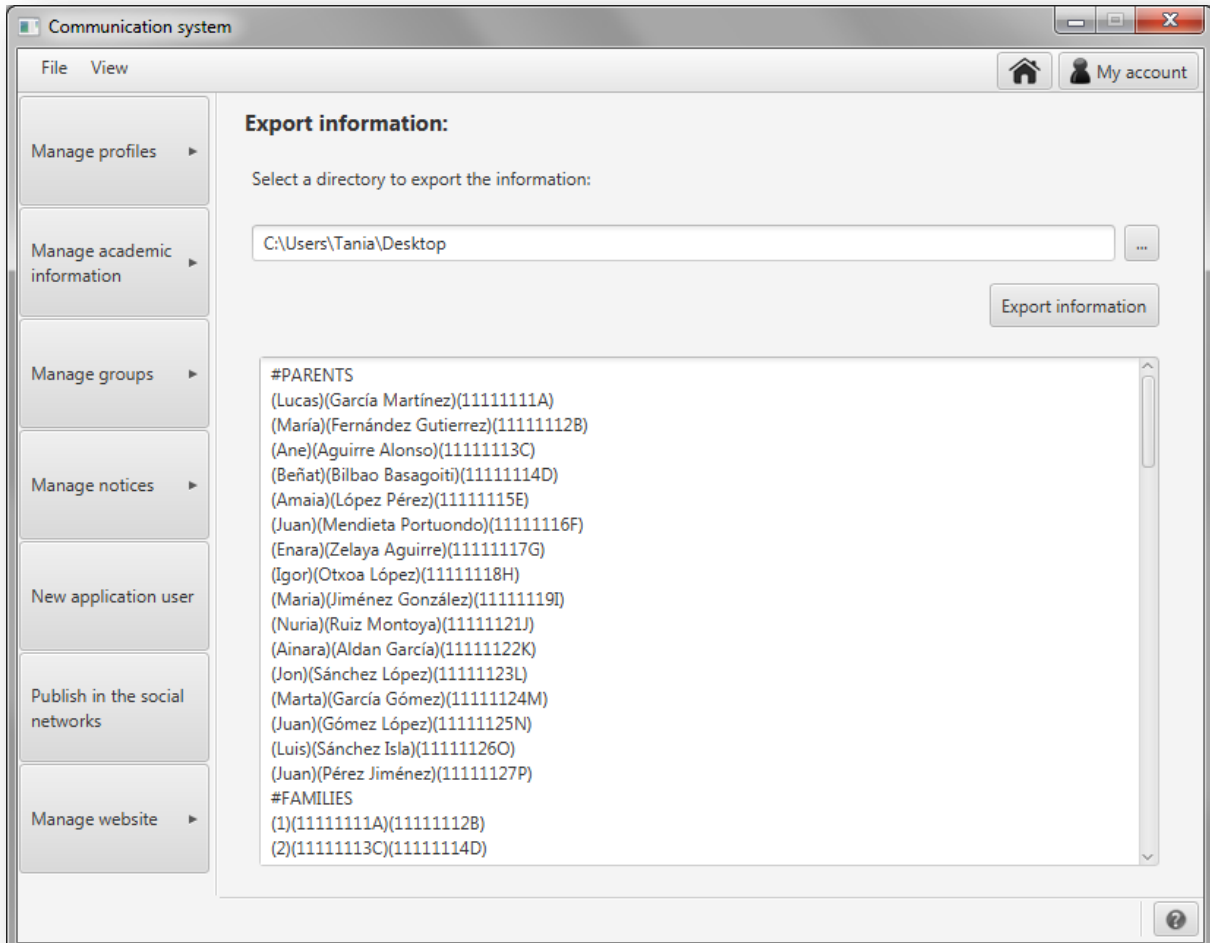 Communication system
File View
My account
Manage profiles
Manage academic
information
Manage groups
Manage notices
New application user
Publish in the social
networks
Manage website
Export information:
Select a directory to export the information:
C:\Users\Tania\Desktop
...
Export information
#PARENTS
(Lucas)(García Martínez)(11111111A)
(María)(Fernández Gutierrez)(11111112B)
(Ane)(Aguirre Alonso)(11111113C)
(Beñat)(Bilbao Basagoiti)(11111114D)
(Amaia)(López Pérez)(11111115E)
(Juan)(Mendieta Portuondo)(11111116F)
(Enara)(Zelaya Aguirre)(11111117G)
(Igor)(Otxoa López)(11111118H)
(Maria)(Jiménez González)(11111119I)
(Nuria)(Ruiz Montoya)(11111121J)
(Ainara)(Aldan García)(11111122K)
(Jon)(Sánchez López)(11111123L)
(Marta)(García Gómez)(11111124M)
(Juan)(Gómez López)(11111125N)
(Luis)(Sánchez Isla)(11111126O)
(Juan)(Pérez Jiménez)(11111127P)
#FAMILIES
(1)(11111111A)(11111112B)
(2)(11111113C)(11111114D)
?